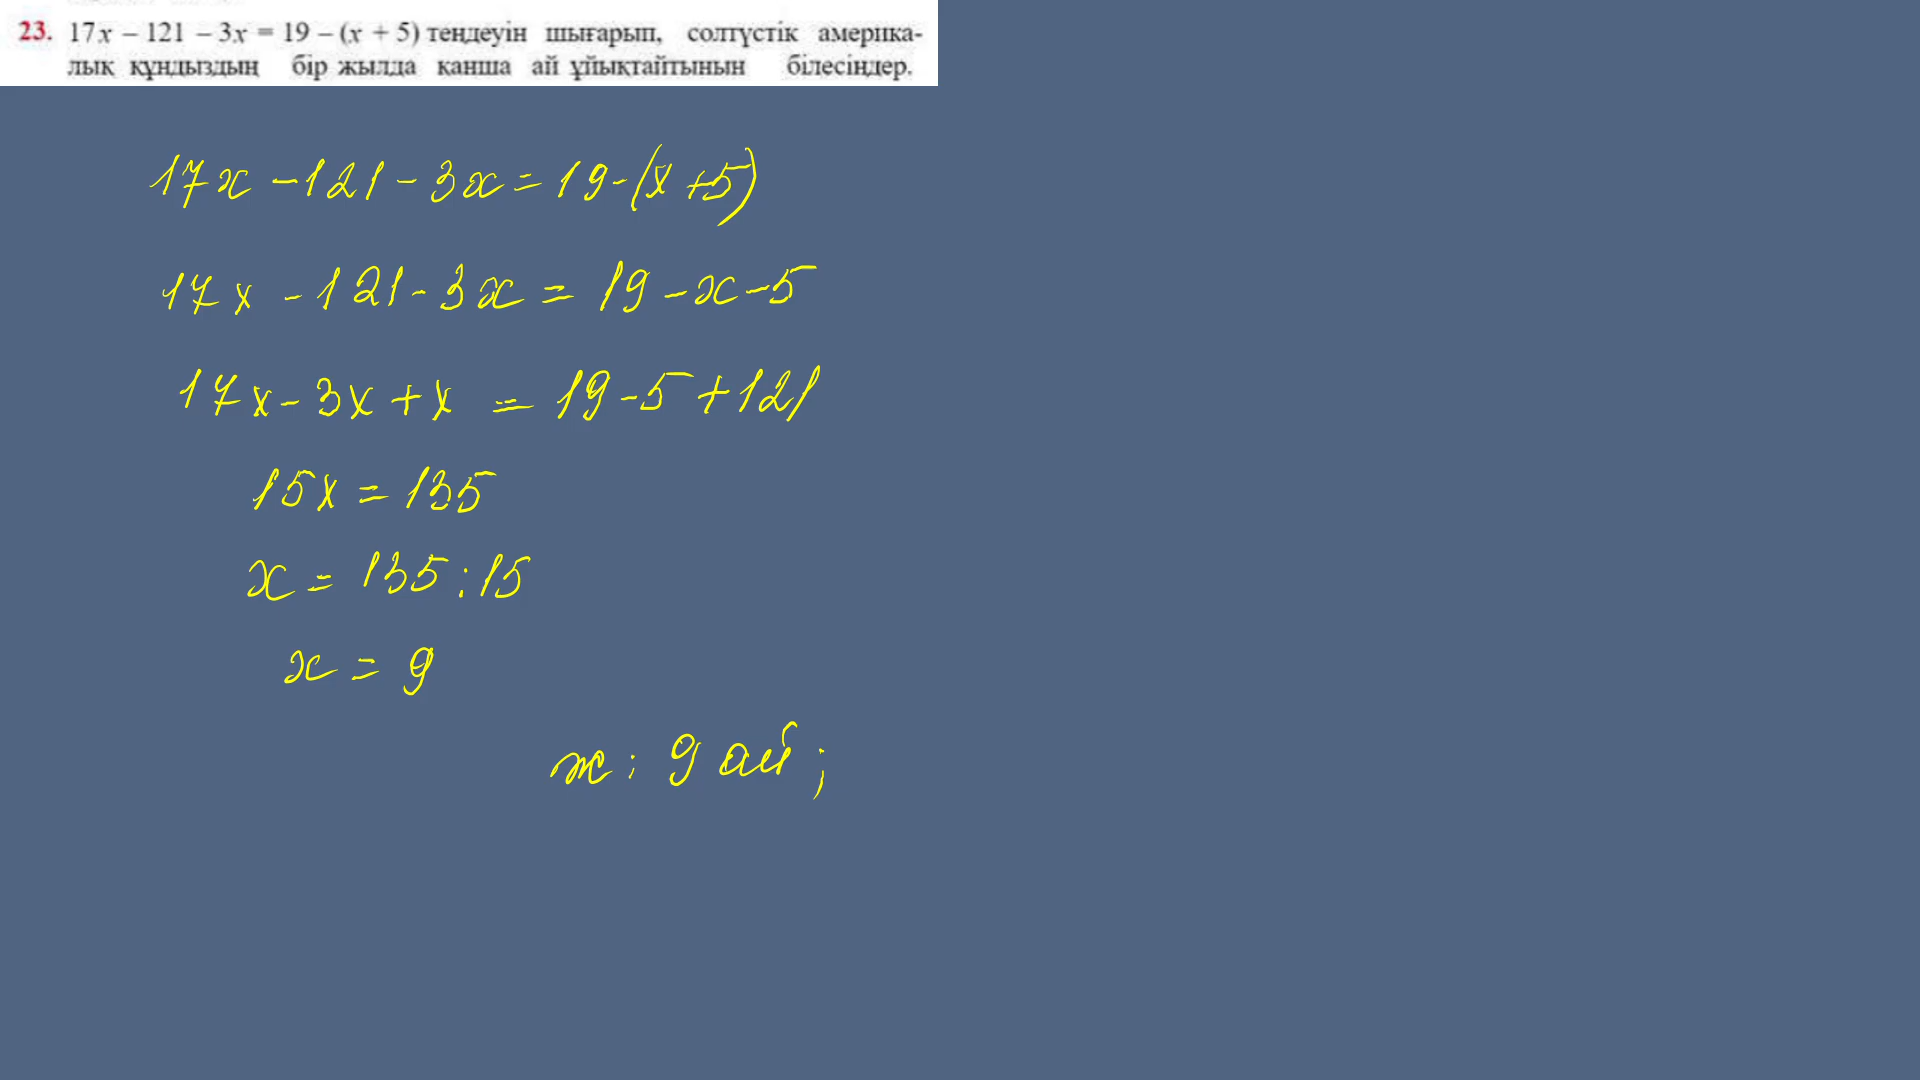 23. 17x – 121 – 3x = 19 – (x + 5) теңдеуін шығарып, солтүстік америка-
лық құндыздың бір жылда қанша ай ұйықтайтынын білесіңдер.
17x - 121 - 3x = 19 - (x + 5)
17x - 121 - 3x = 19 - x - 5
17x - 3x + x = 19 - 5 + 121
15x = 135
x = 135 : 15
x = 9
ж: 9 ай;